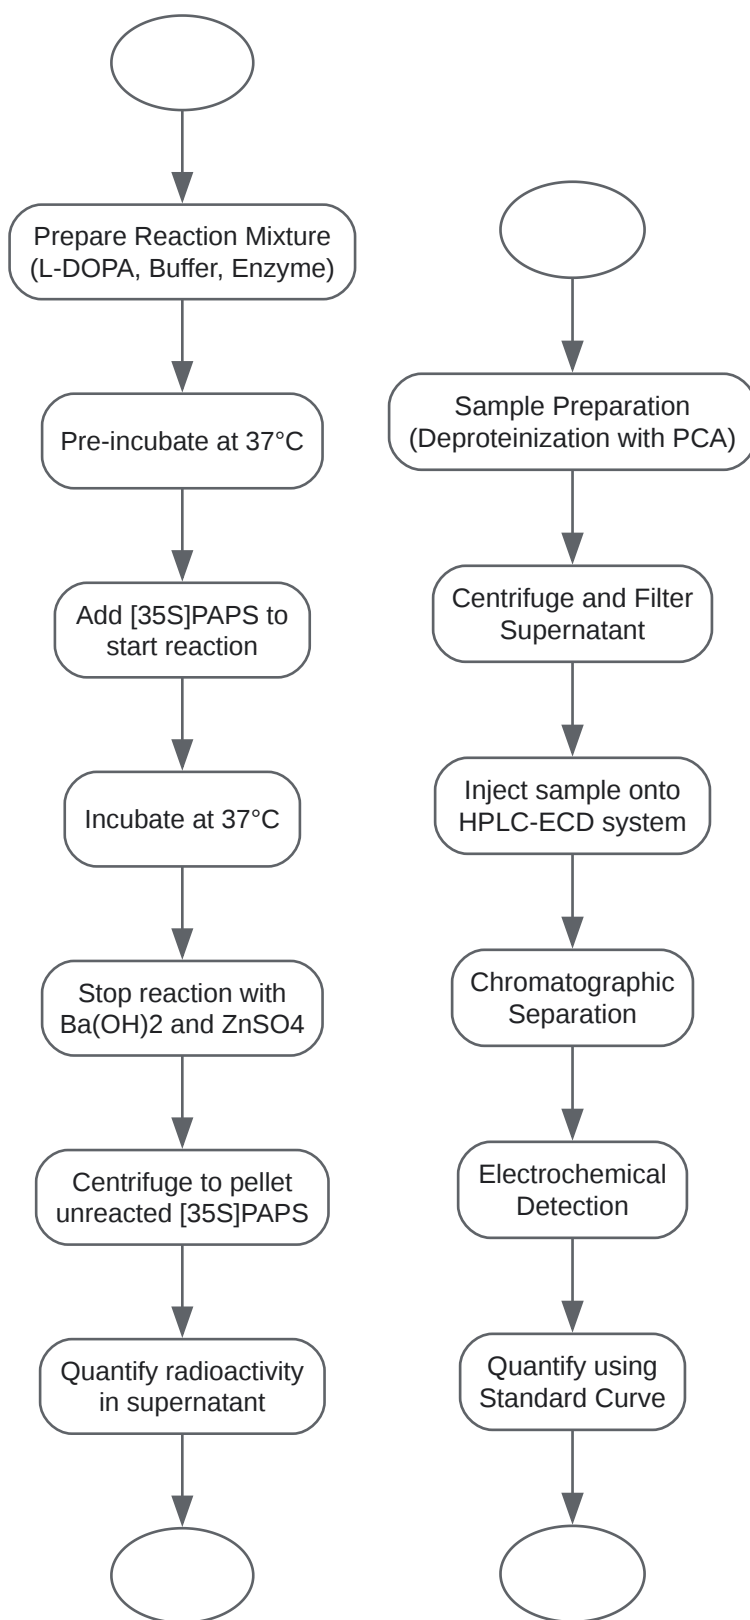 Prepare Reaction Mixture
(L-DOPA, Buffer, Enzyme)
Pre-incubate at 37°C
Add [35S]PAPS to
start reaction
Incubate at 37°C
Stop reaction with
Ba(OH)2 and ZnSO4
Centrifuge to pellet
unreacted [35S]PAPS
Quantify radioactivity
in supernatant
Sample Preparation
(Deproteinization with PCA)
Centrifuge and Filter
Supernatant
Inject sample onto
HPLC-ECD system
Chromatographic
Separation
Electrochemical
Detection
Quantify using
Standard Curve